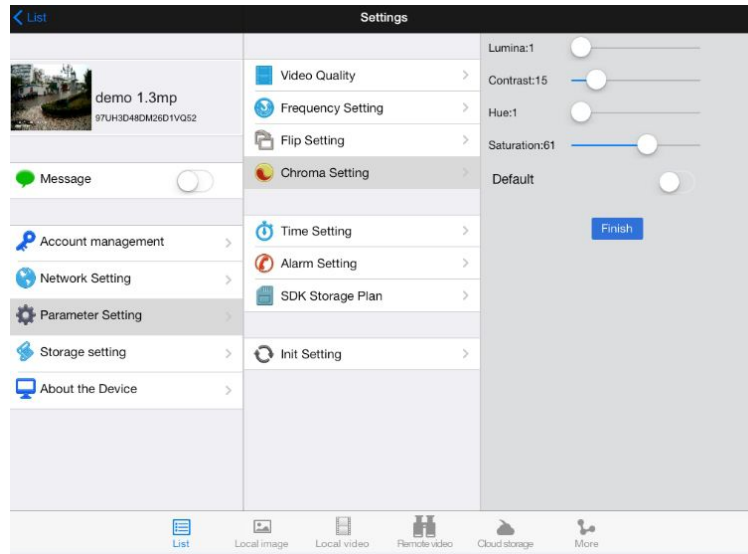 List
Settings
demo 1.3mp
97UH3D48DM26D1VQ52
Message
Account management
Network Setting
Parameter Setting
Storage setting
About the Device
Video Quality
Frequency Setting
Flip Setting
Chroma Setting
Time Setting
Alarm Setting
SDK Storage Plan
Init Setting
Lumina:1
Contrast:15
Hue:1
Saturation:61
Default
Finish
List
Local image
Local video
Remote video
Cloud storage
More